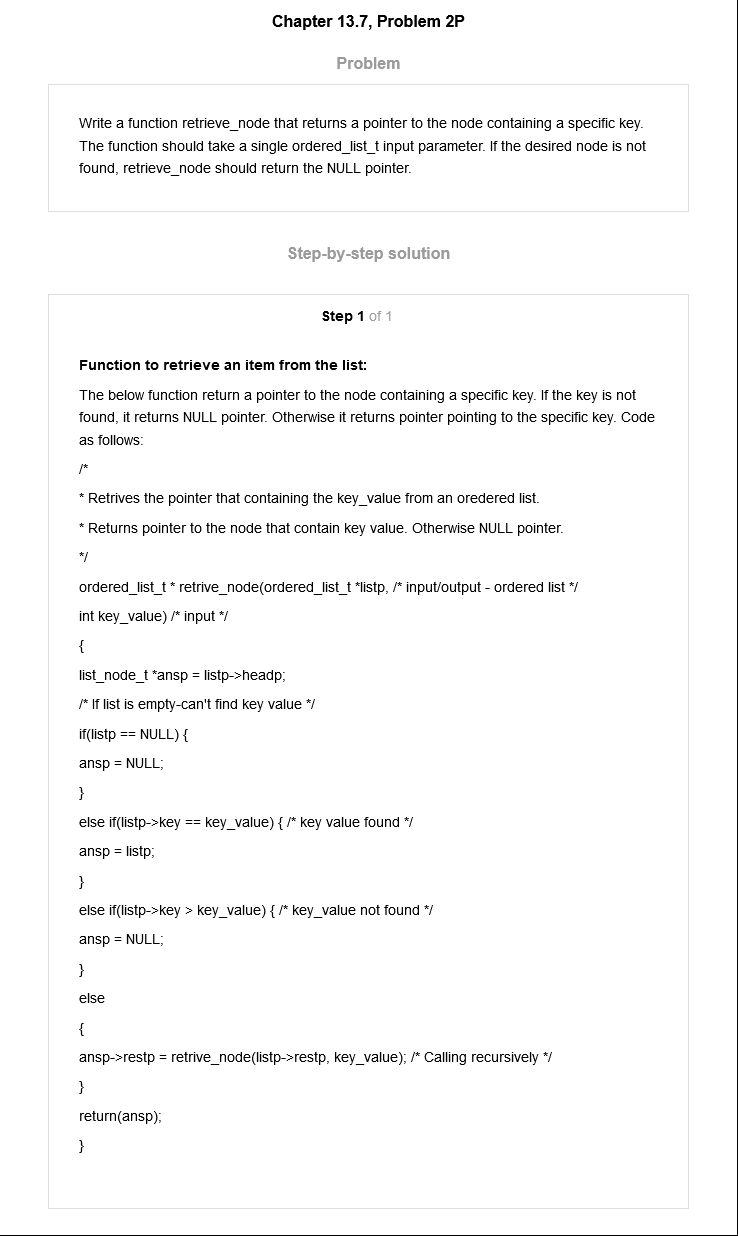 Chapter 13.7, Problem 2P
Problem
Write a function retrieve_node that returns a pointer to the node containing a specific key.
The function should take a single ordered_list_t input parameter. If the desired node is not
found, retrieve_node should return the NULL pointer.
Step-by-step solution
Step 1 of 1
Function to retrieve an item from the list:
The below function return a pointer to the node containing a specific key. If the key is not
found, it returns NULL pointer. Otherwise it returns pointer pointing to the specific key. Code
as follows:
/*
* Retrives the pointer that containing the key_value from an oredered list.
* Returns pointer to the node that contain key value. Otherwise NULL pointer.
*/
ordered_list_t * retrive_node(ordered_list_t *listp, /* input/output - ordered list */
int key_value) /* input */
{
list_node_t *ansp = listp->headp;
/* If list is empty-can't find key value */
if(listp == NULL) {
ansp = NULL;
}
else if(listp->key == key_value) { /* key value found */
ansp = listp;
}
else if(listp->key > key_value) { /* key_value not found */
ansp = NULL;
}
else
{
ansp->restp = retrive_node(listp->restp, key_value); /* Calling recursively */
}
return(ansp);
}